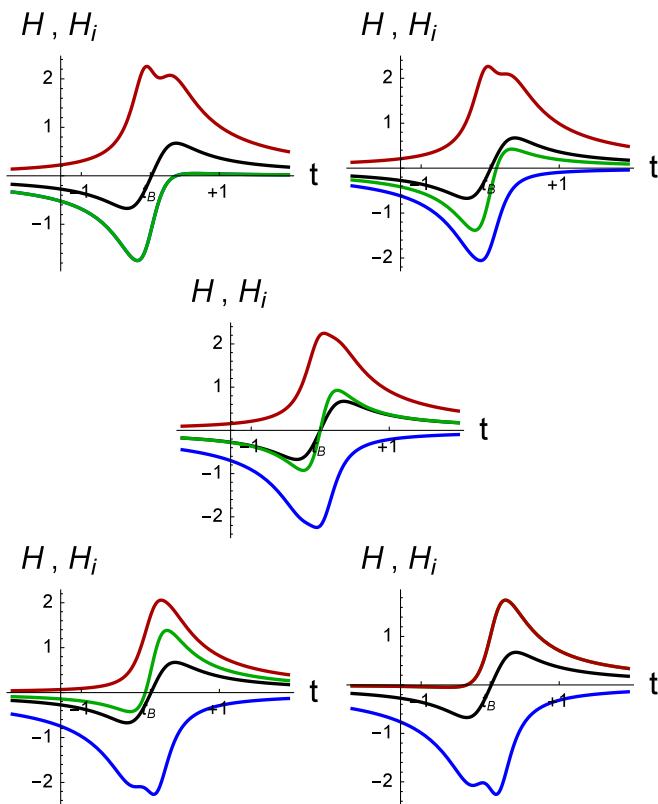 H , H_i H , H_i
2 2
1 1
-1 t_B +1 t -1 t_B +1 t
-1 -1
-2
H , H_i
2
1
-1 t_B +1 t
-1
-2
H , H_i H , H_i
2
1 1
-1 t_B +1 t -1 t_B +1 t
-1 -1
-2 -2